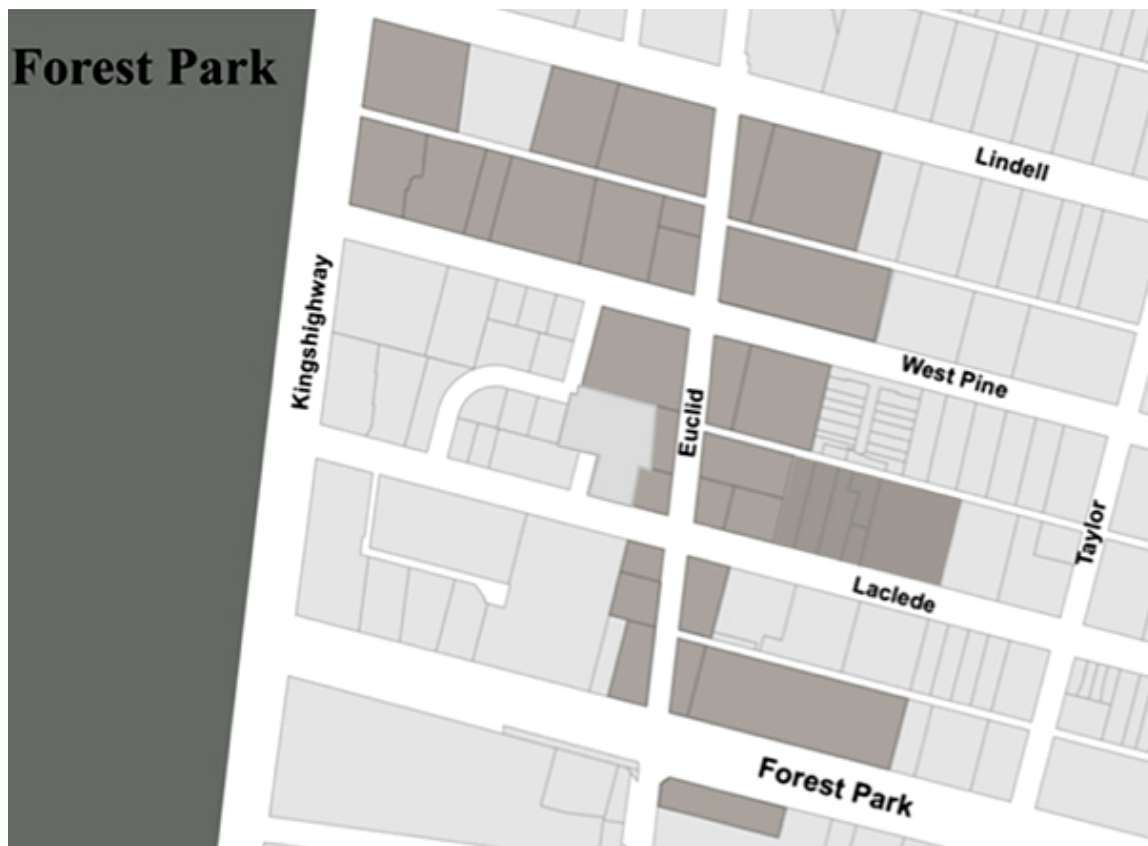 Forest Park
Lindell
Kingshighway
West Pine
Euclid
Taylor
Laclede
Forest Park